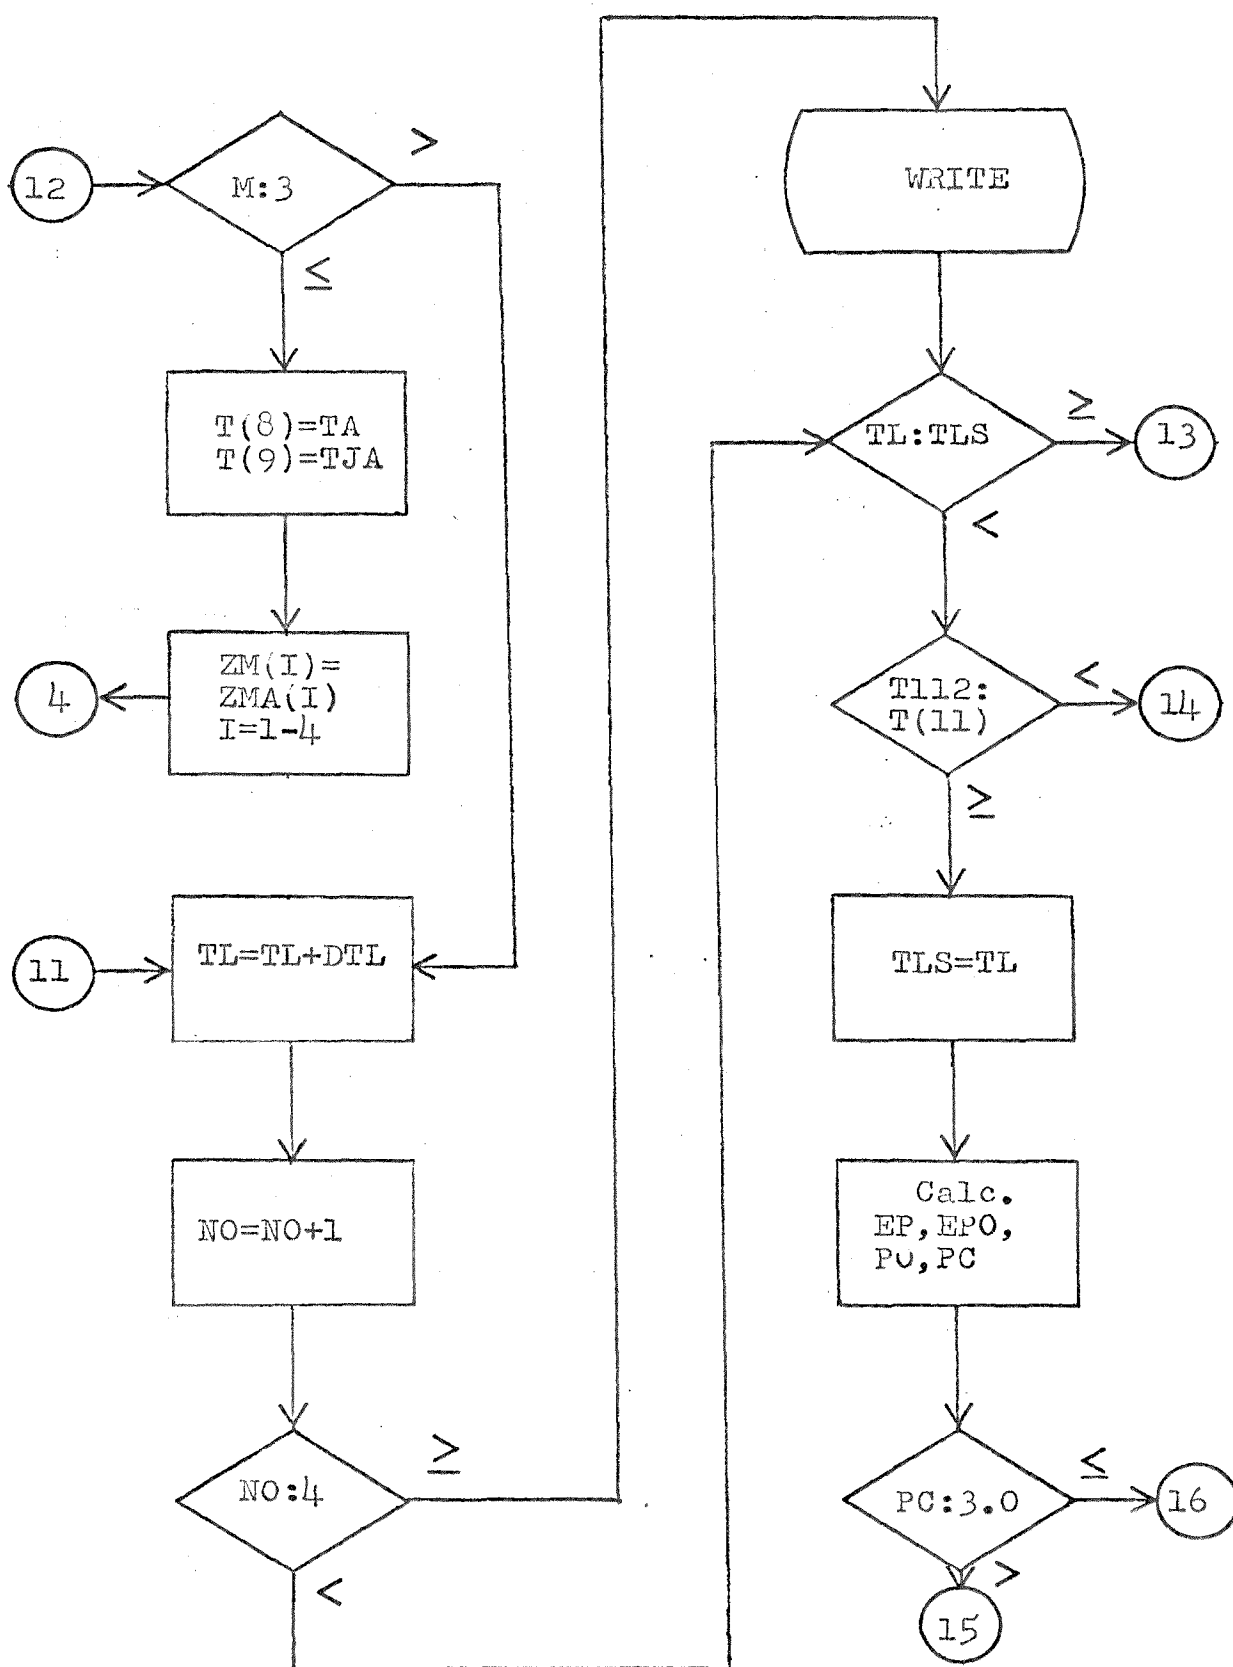 12
M:3
>
≤
T(8)=TA
T(9)=TJA
ZM(I)=
ZMA(I)
I=1-4
4
11
TL=TL+DTL
NO=NO+1
NO:4
≥
<
WRITE
TL:TLS
≥
13
<
T112:
T(11)
<
14
≥
TLS=TL
Calc.
EP,EPO,
PO,PC
PC:3.0
≤
16
>
15